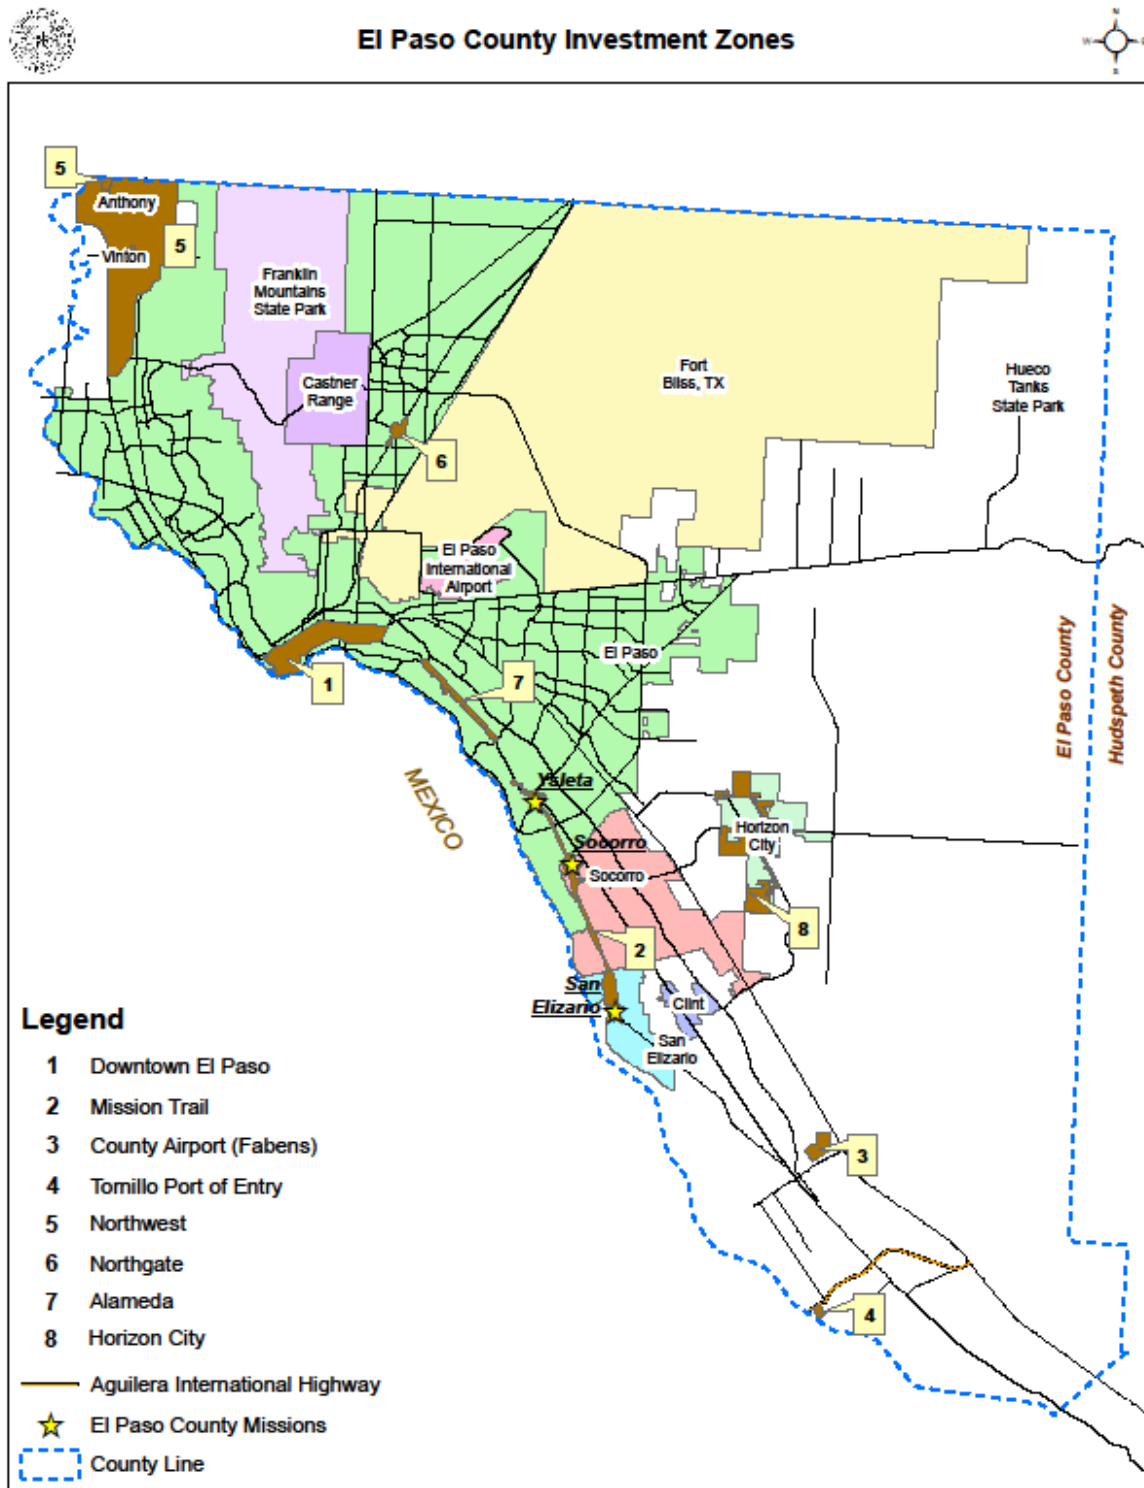 El Paso County Investment Zones
N
W
S
5
Anthony
5
Vinton
Franklin
Mountains
State Park
Castner
Range
6
Fort
Bliss, TX
Hueco
Tanks
State Park
El Paso
International
Airport
El Paso
El Paso County
Hudspeth County
1
7
MEXICO
Ysleta
Socorro
Socorro
Horizon
City
8
2
San
Elizario
Clint
San
Elizario
3
4
Legend
1 Downtown El Paso
2 Mission Trail
3 County Airport (Fabens)
4 Tornillo Port of Entry
5 Northwest
6 Northgate
7 Alameda
8 Horizon City
Aguilera International Highway
El Paso County Missions
County Line